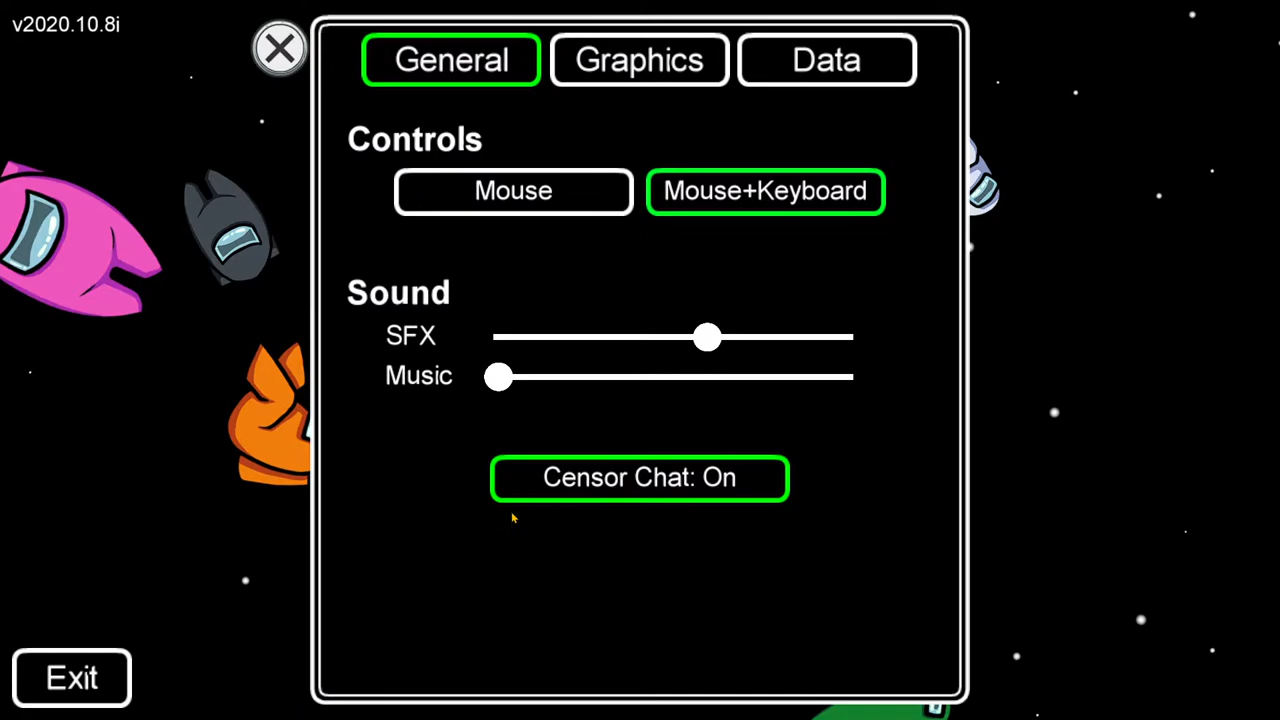 v2020.10.8i
General Graphics Data
Controls
Mouse Mouse+Keyboard
Sound
SFX
Music
Censor Chat: On
Exit